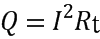 Q = I²Rt